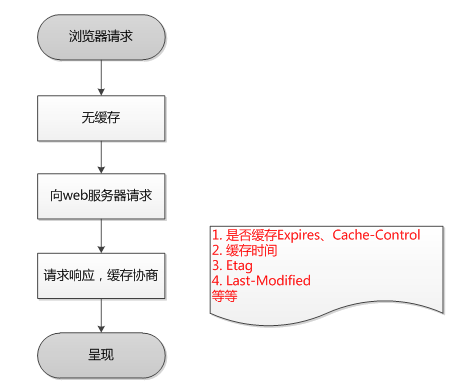 浏览器请求
无缓存
向web服务器请求
请求响应，缓存协商
呈现
1. 是否缓存Expires、Cache-Control
2. 缓存时间
3. Etag
4. Last-Modified
等等